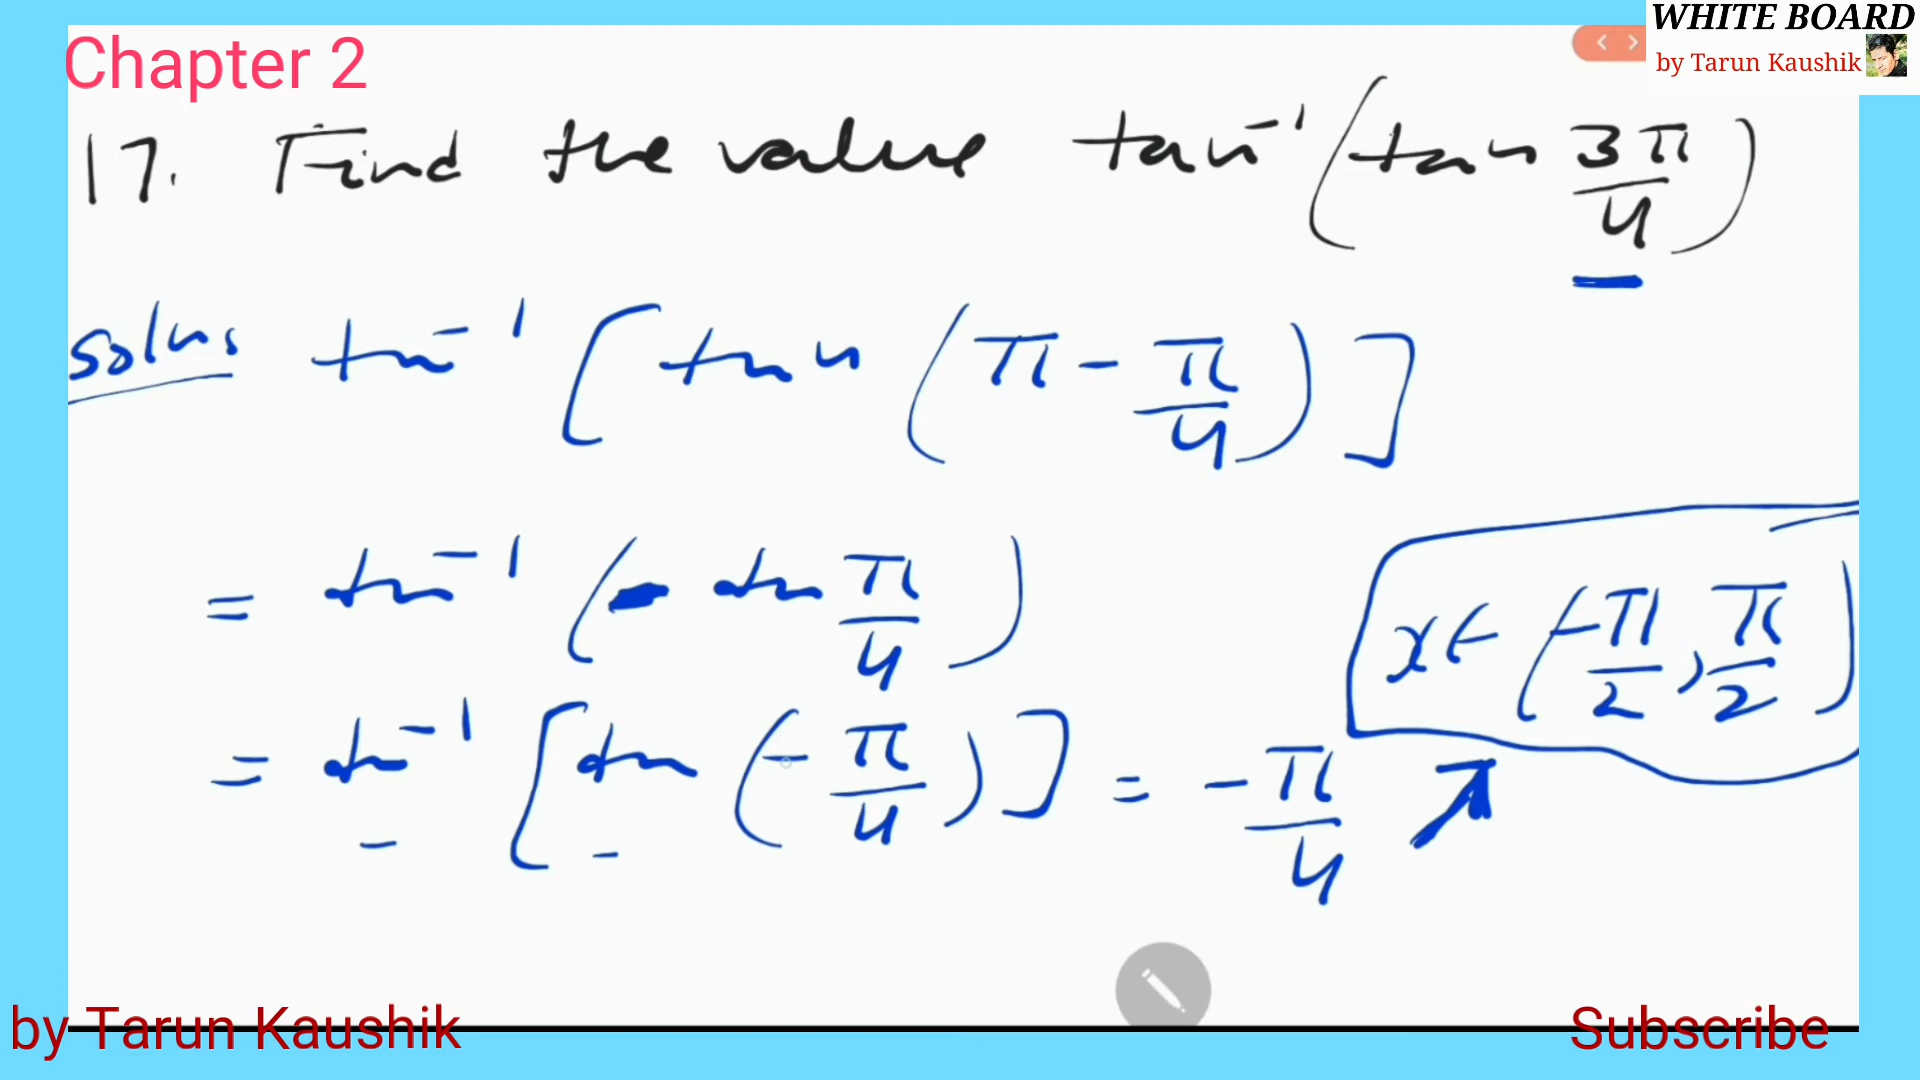 WHITE BOARD
by Tarun Kaushik
Chapter 2
17. Find the value tan⁻¹(tan 3π/4)
soln: tan⁻¹[tan(π - π/4)]
= tan⁻¹(- tan π/4)
x ∈ (-π/2, π/2)
= tan⁻¹[tan(-π/4)] = -π/4
by Tarun Kaushik
Subscribe